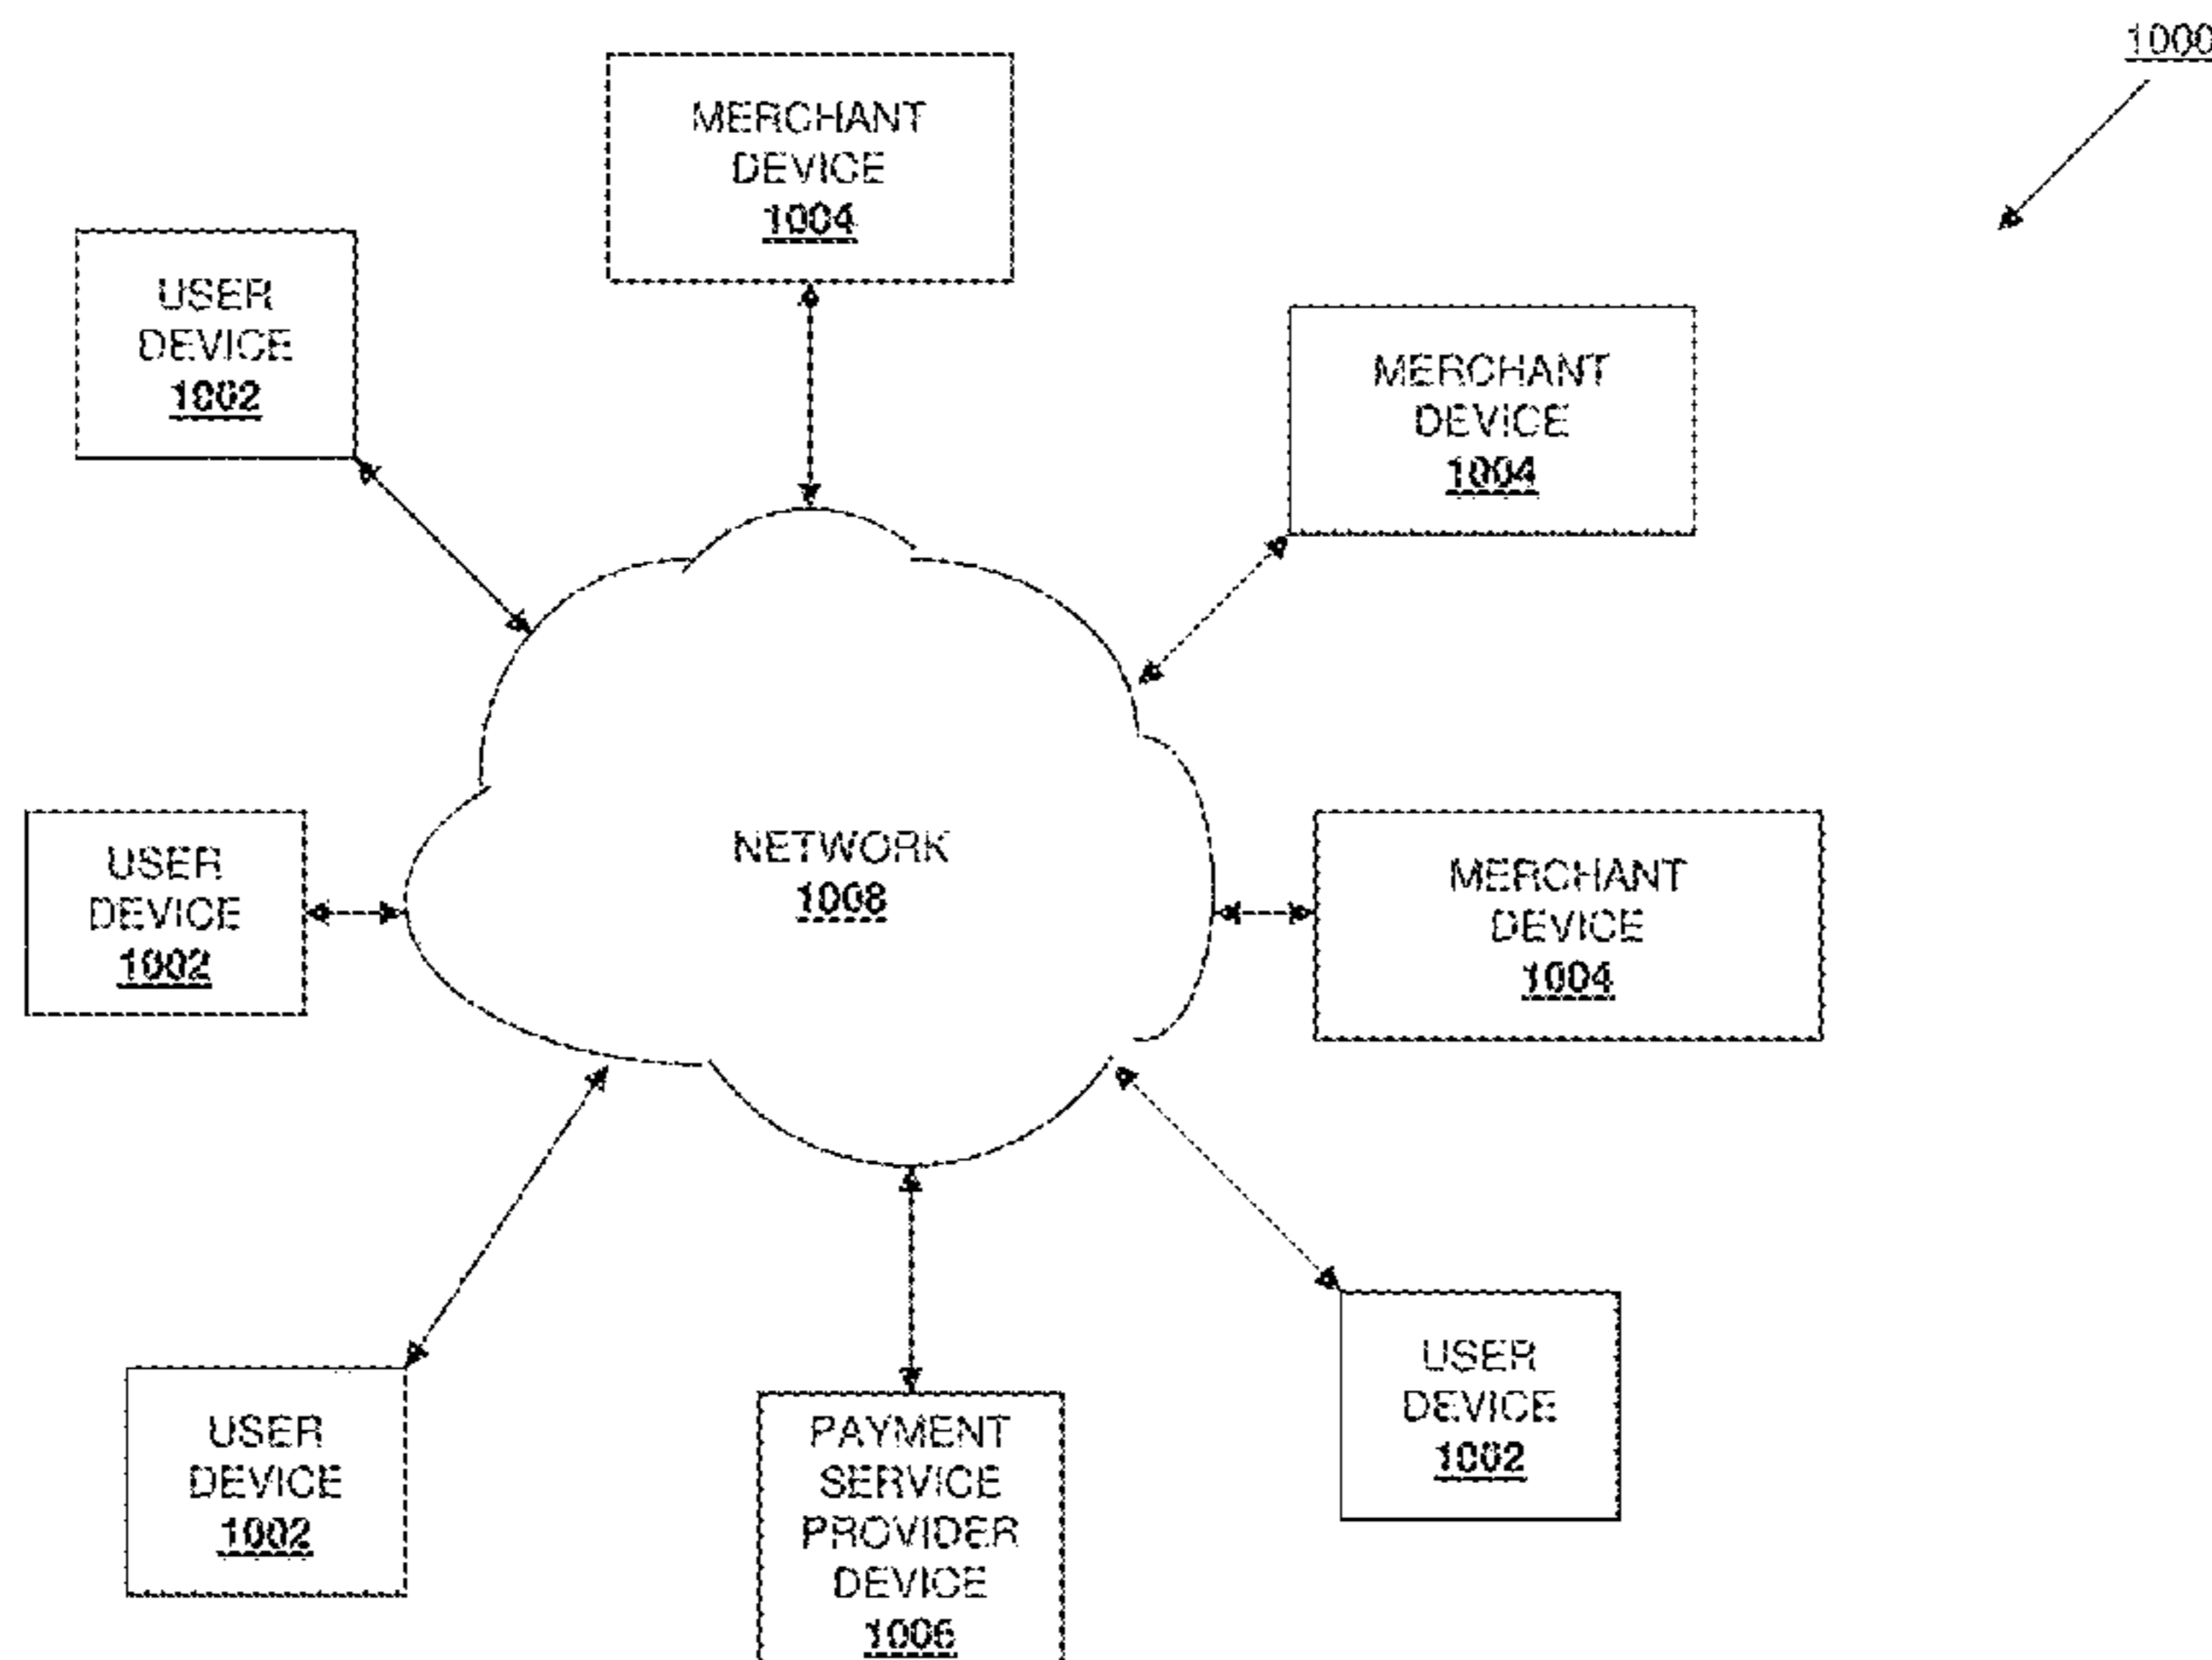 1000
MERCHANT
DEVICE
1004
USER
DEVICE
1002
MERCHANT
DEVICE
1004
NETWORK
1008
USER
DEVICE
1002
MERCHANT
DEVICE
1004
USER
DEVICE
1002
PAYMENT
SERVICE
PROVIDER
DEVICE
1006
USER
DEVICE
1002